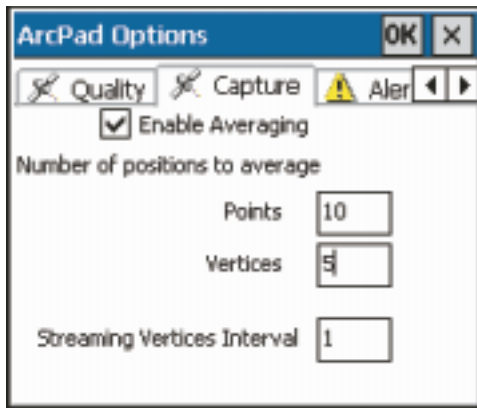 ArcPad Options OK
Quality Capture Aler
Enable Averaging
Number of positions to average
Points 10
Vertices 5
Streaming Vertices Interval 1